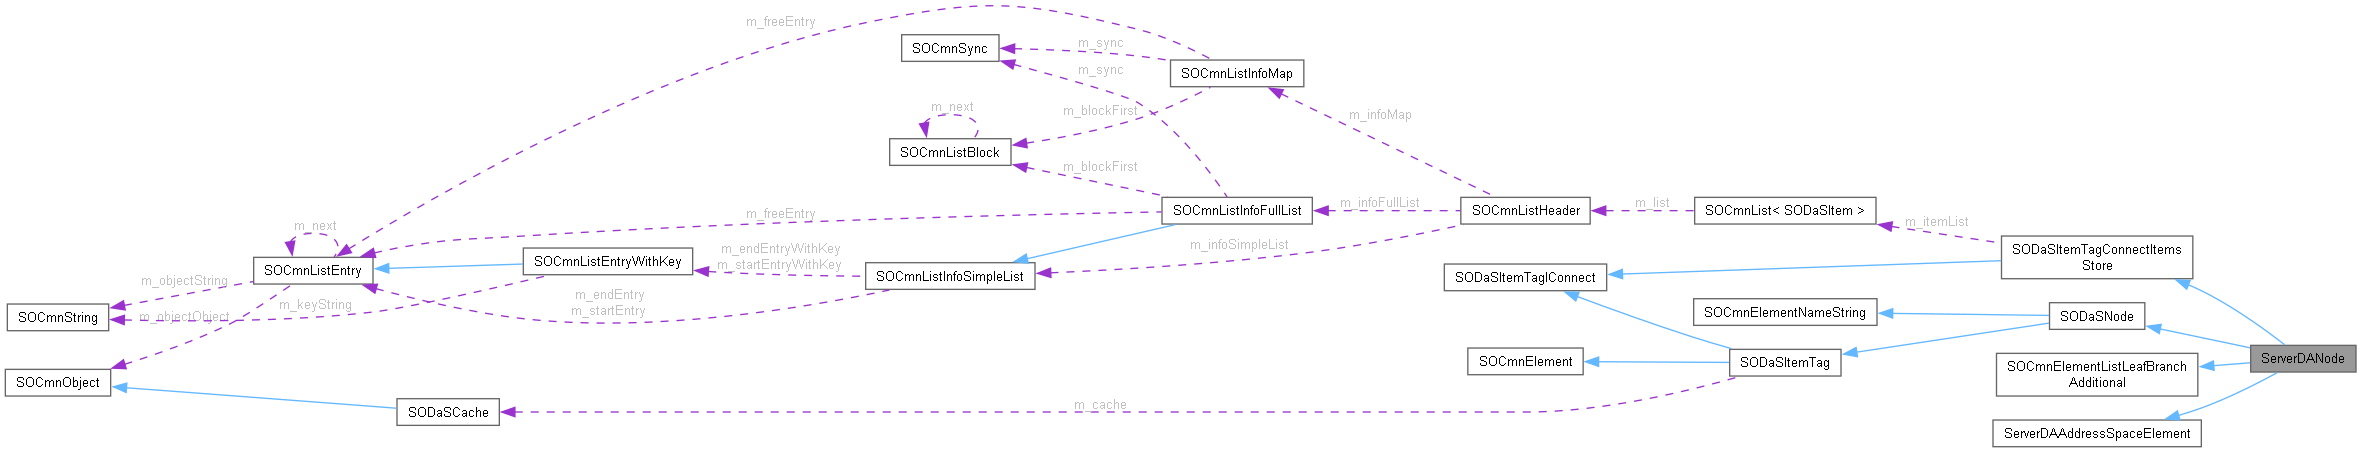 m_freeEntry
SOCmnSync
m_sync
m_sync
SOCmnListInfoMap
m_next
m_blockFirst
m_infoMap
SOCmnListBlock
m_blockFirst
m_freeEntry
SOCmnListInfoFullList
m_infoFullList
SOCmnListHeader
m_list
SOCmnList< SODaSItem >
m_itemList
m_next
m_endEntryWithKey
m_startEntryWithKey
m_infoSimpleList
SODaSItemTagConnectItems
Store
SOCmnListEntry
SOCmnListEntryWithKey
SOCmnListInfoSimpleList
SODaSItemTagIConnect
m_objectString
m_keyString
m_endEntry
m_startEntry
SOCmnString
m_objectObject
SOCmnElementNameString
SODaSNode
SOCmnElement
SODaSItemTag
ServerDANode
SOCmnElementListLeafBranch
Additional
SOCmnObject
SODaSCache
m_cache
ServerDAAddressSpaceElement